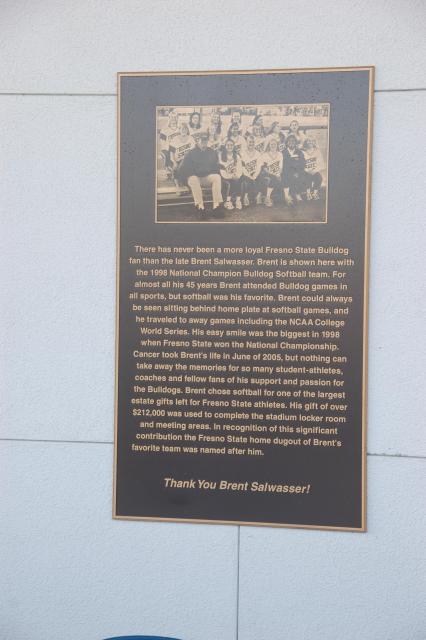 There has never been a more loyal Fresno State Bulldog
fan than the late Brent Salwasser. Brent is shown here with
the 1998 National Champion Bulldog Softball team. For
almost all his 45 years Brent attended Bulldog games in
all sports, but softball was his favorite. Brent could always
be seen sitting behind home plate at softball games, and
he traveled to away games including the NCAA College
World Series. His easy smile was the biggest in 1998
when Fresno State won the National Championship.
Cancer took Brent's life in June of 2005, but nothing can
take away the memories for so many student-athletes,
coaches and fellow fans of his support and passion for
the Bulldogs. Brent chose softball for one of the largest
estate gifts left for Fresno State athletes. His gift of over
$212,000 was used to complete the stadium locker room
and meeting areas. In recognition of this significant
contribution the Fresno State home dugout of Brent's
favorite team was named after him.
Thank You Brent Salwasser!